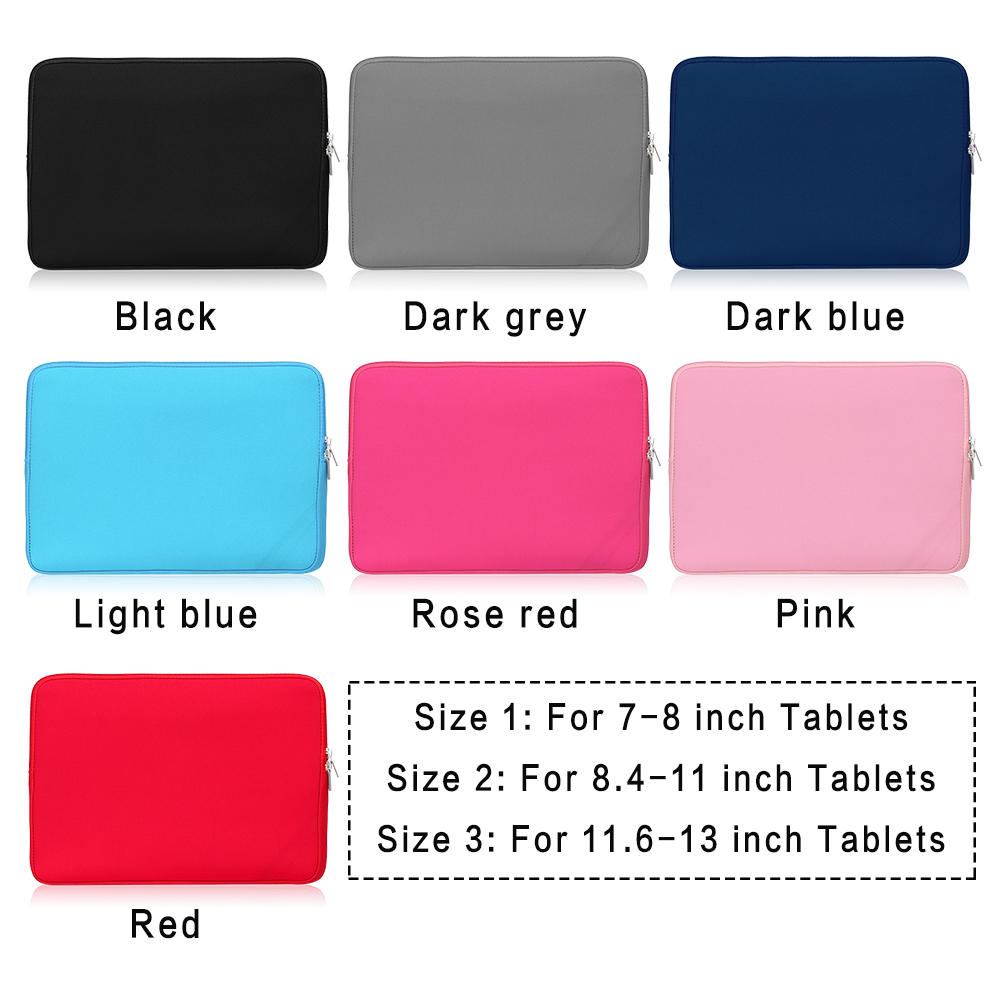 Black
Dark grey
Dark blue
Light blue
Rose red
Pink
Red
Size 1: For 7-8 inch Tablets
Size 2: For 8.4-11 inch Tablets
Size 3: For 11.6-13 inch Tablets